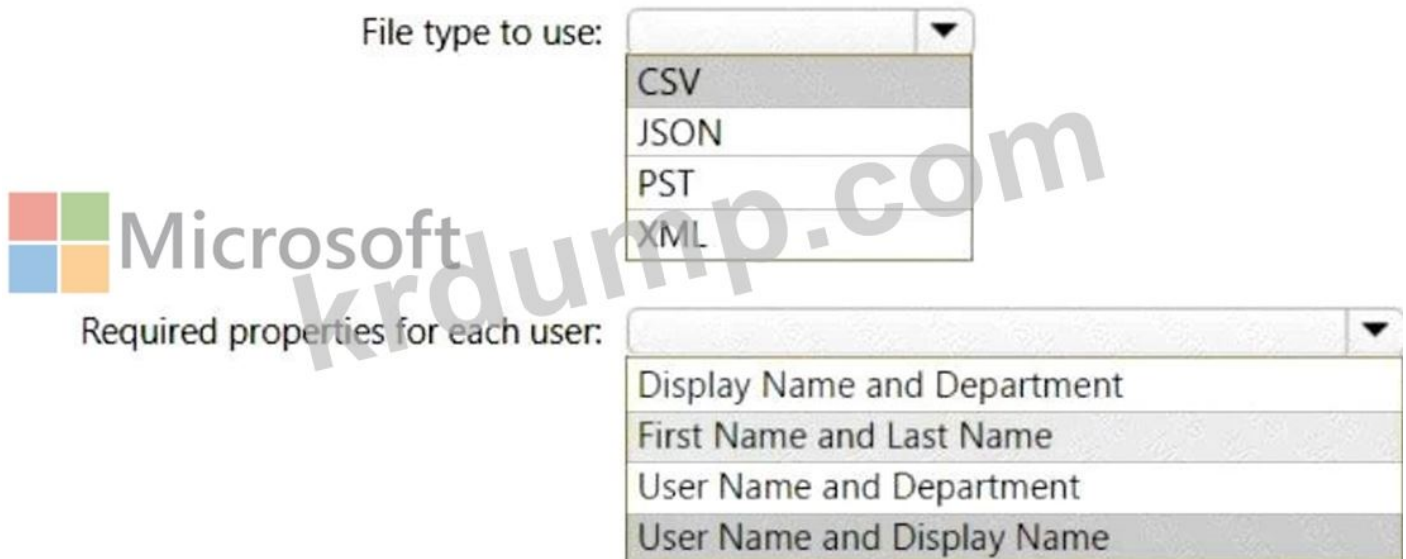 File type to use:
CSV
JSON
PST
XML
Microsoft
krdump.com
Required properties for each user:
Display Name and Department
First Name and Last Name
User Name and Department
User Name and Display Name